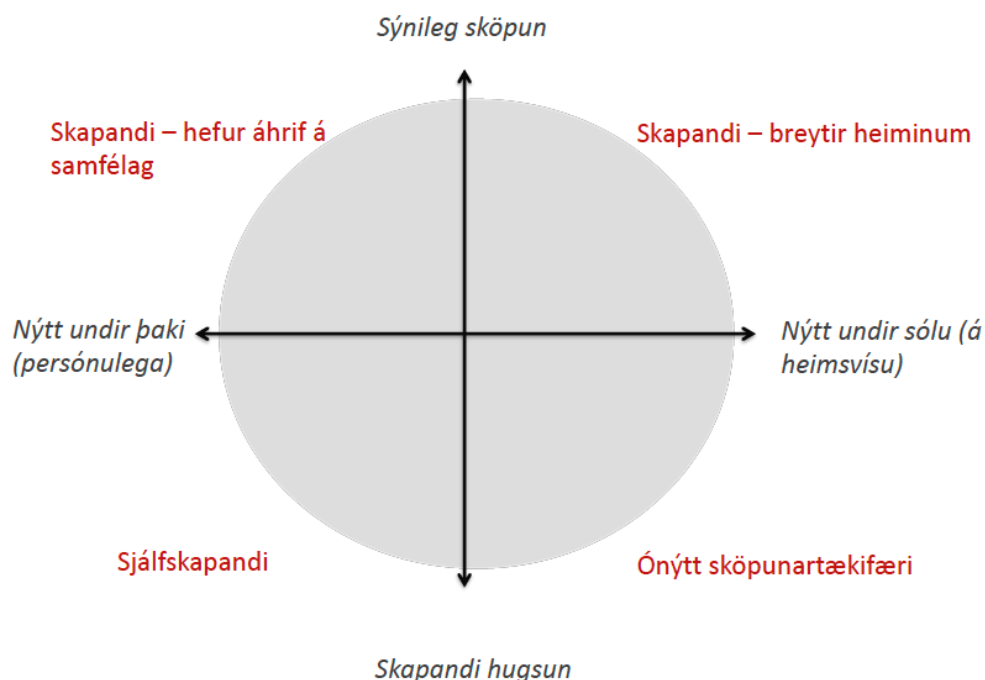 Sýnileg sköpun
Skapandi – hefur áhrif á
samfélag
Skapandi – breytir heiminum
Nýtt undir þaki
(persónulega)
Nýtt undir sólu (á
heimsvísu)
Sjálfskapandi
Ónýtt sköpunartækifæri
Skapandi hugsun